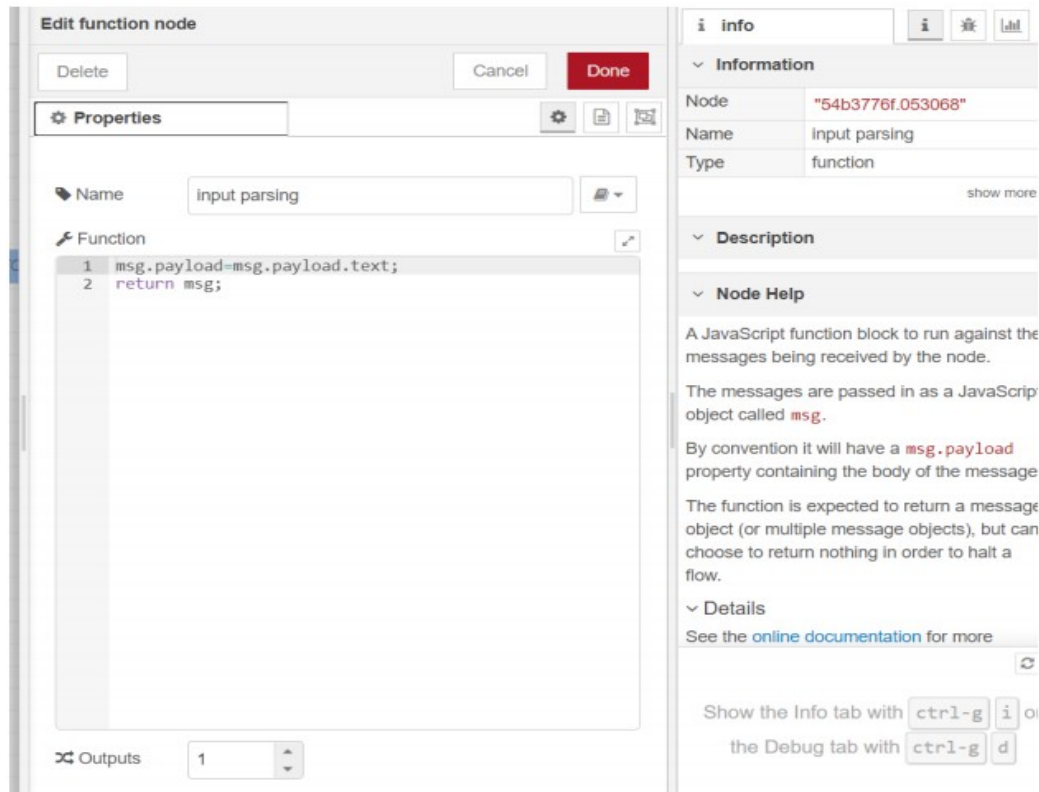 Edit function node
Delete
Cancel
Done
Properties
Name
input parsing
Function
1 msg.payload=msg.payload.text;
2 return msg;
Outputs
1
i info
i
Information
Node "54b3776f.053068"
Name input parsing
Type function
show more
Description
Node Help
A JavaScript function block to run against the
messages being received by the node.
The messages are passed in as a JavaScrip
object called msg.
By convention it will have a msg.payload
property containing the body of the message
The function is expected to return a message
object (or multiple message objects), but can
choose to return nothing in order to halt a
flow.
Details
See the online documentation for more
Show the Info tab with ctrl-g i o
the Debug tab with ctrl-g d